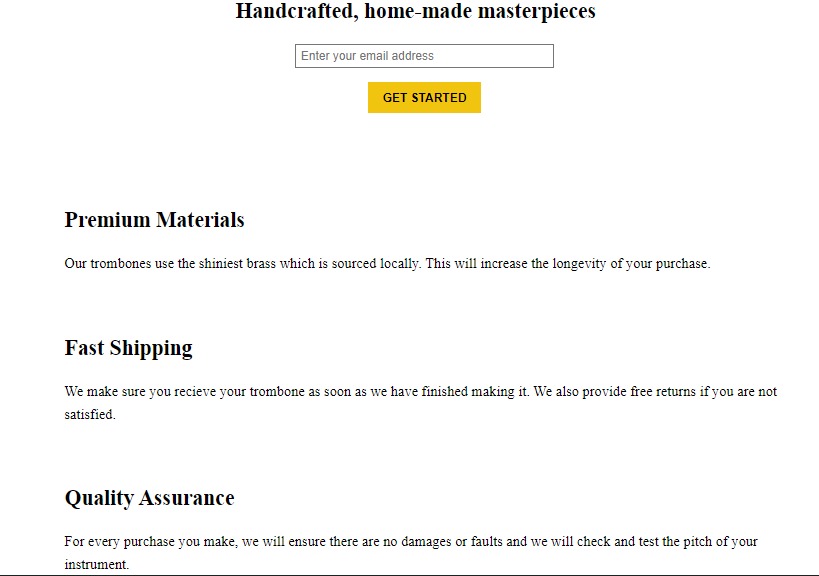 Handcrafted, home-made masterpieces
Enter your email address
GET STARTED
Premium Materials
Our trombones use the shiniest brass which is sourced locally. This will increase the longevity of your purchase.
Fast Shipping
We make sure you recieve your trombone as soon as we have finished making it. We also provide free returns if you are not
satisfied.
Quality Assurance
For every purchase you make, we will ensure there are no damages or faults and we will check and test the pitch of your
instrument.